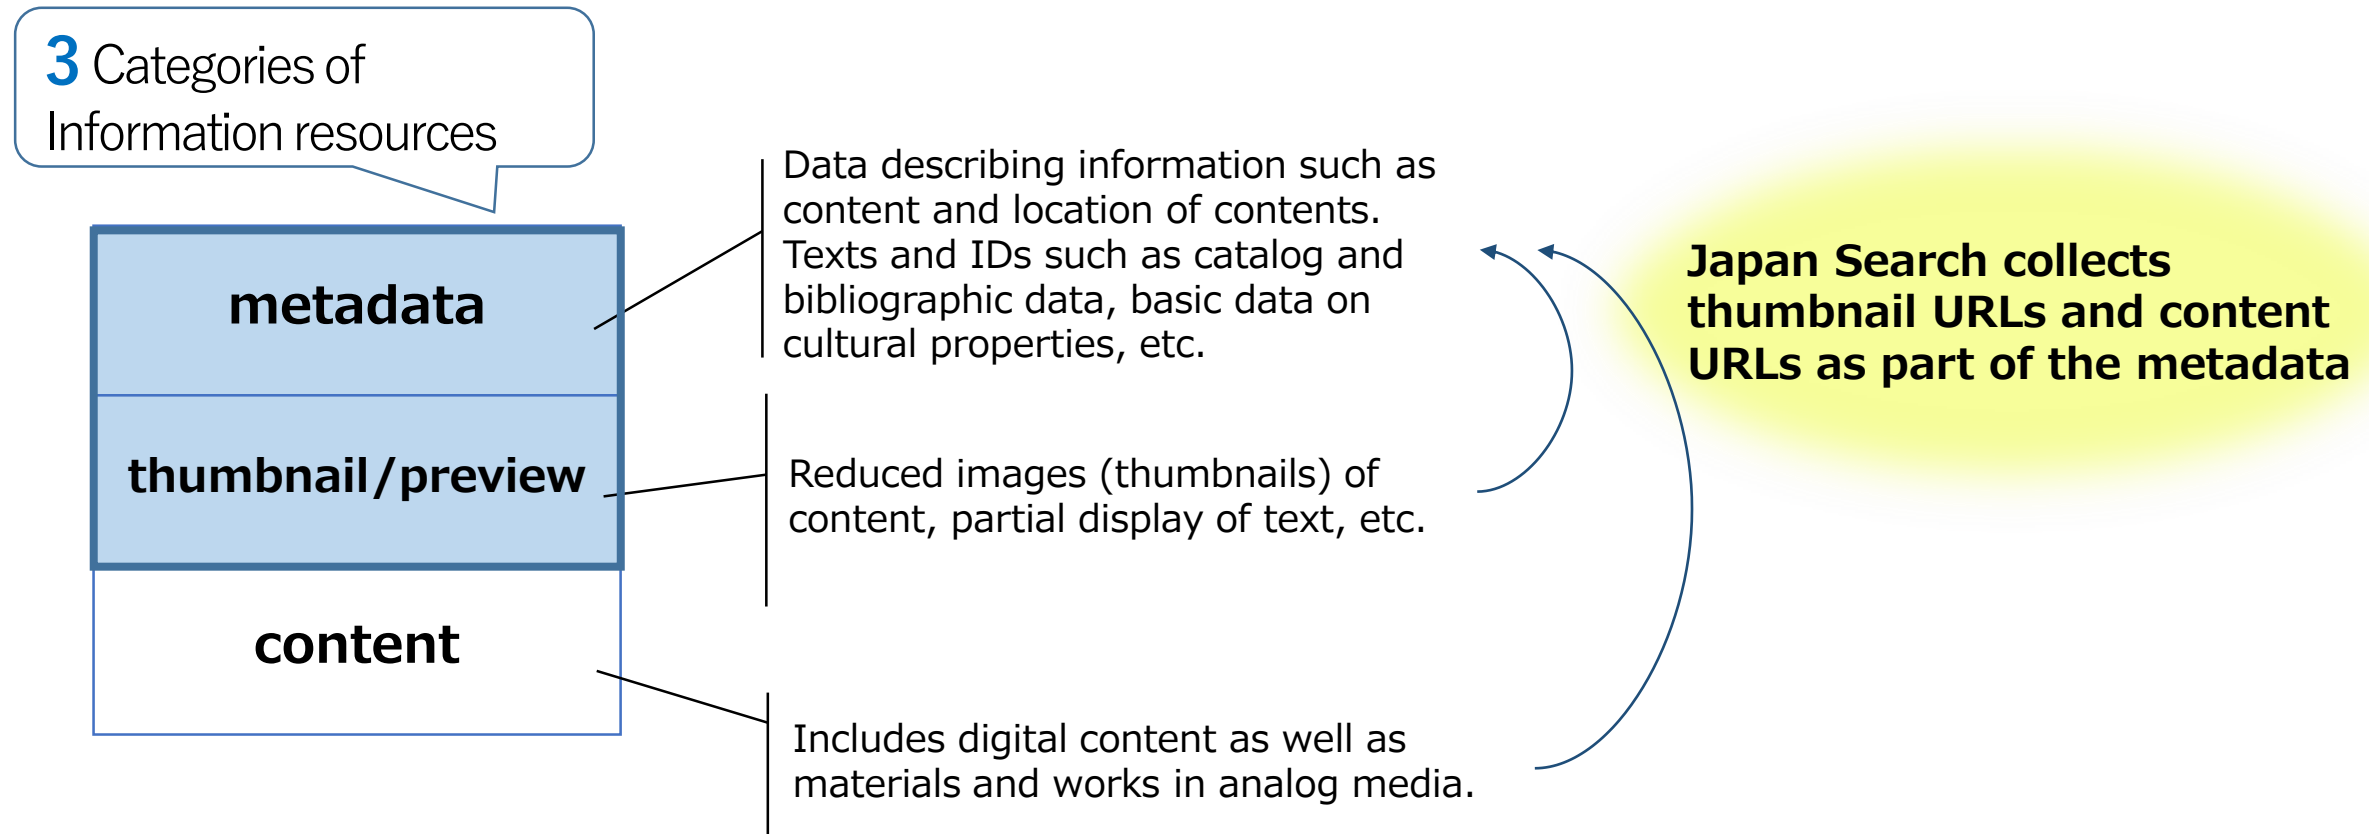 3 Categories of
Information resources
metadata
thumbnail/preview
content
Data describing information such as
content and location of contents.
Texts and IDs such as catalog and
bibliographic data, basic data on
cultural properties, etc.
Reduced images (thumbnails) of
content, partial display of text, etc.
Includes digital content as well as
materials and works in analog media.
Japan Search collects
thumbnail URLs and content
URLs as part of the metadata